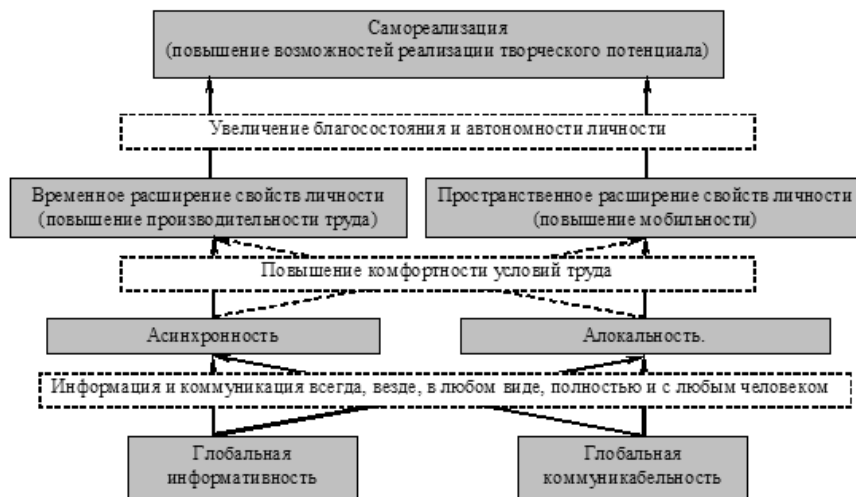 Самореализация
(повышение возможностей реализации творческого потенциала)
Увеличение благосостояния и автономности личности
Временное расширение свойств личности
(повышение производительности труда)
Пространственное расширение свойств личности
(повышение мобильности)
Повышение комфортности условий труда
Асинхронность
Алокальность.
Информация и коммуникация всегда, везде, в любом виде, полностью и с любым человеком
Глобальная
информативность
Глобальная
коммуникабельность